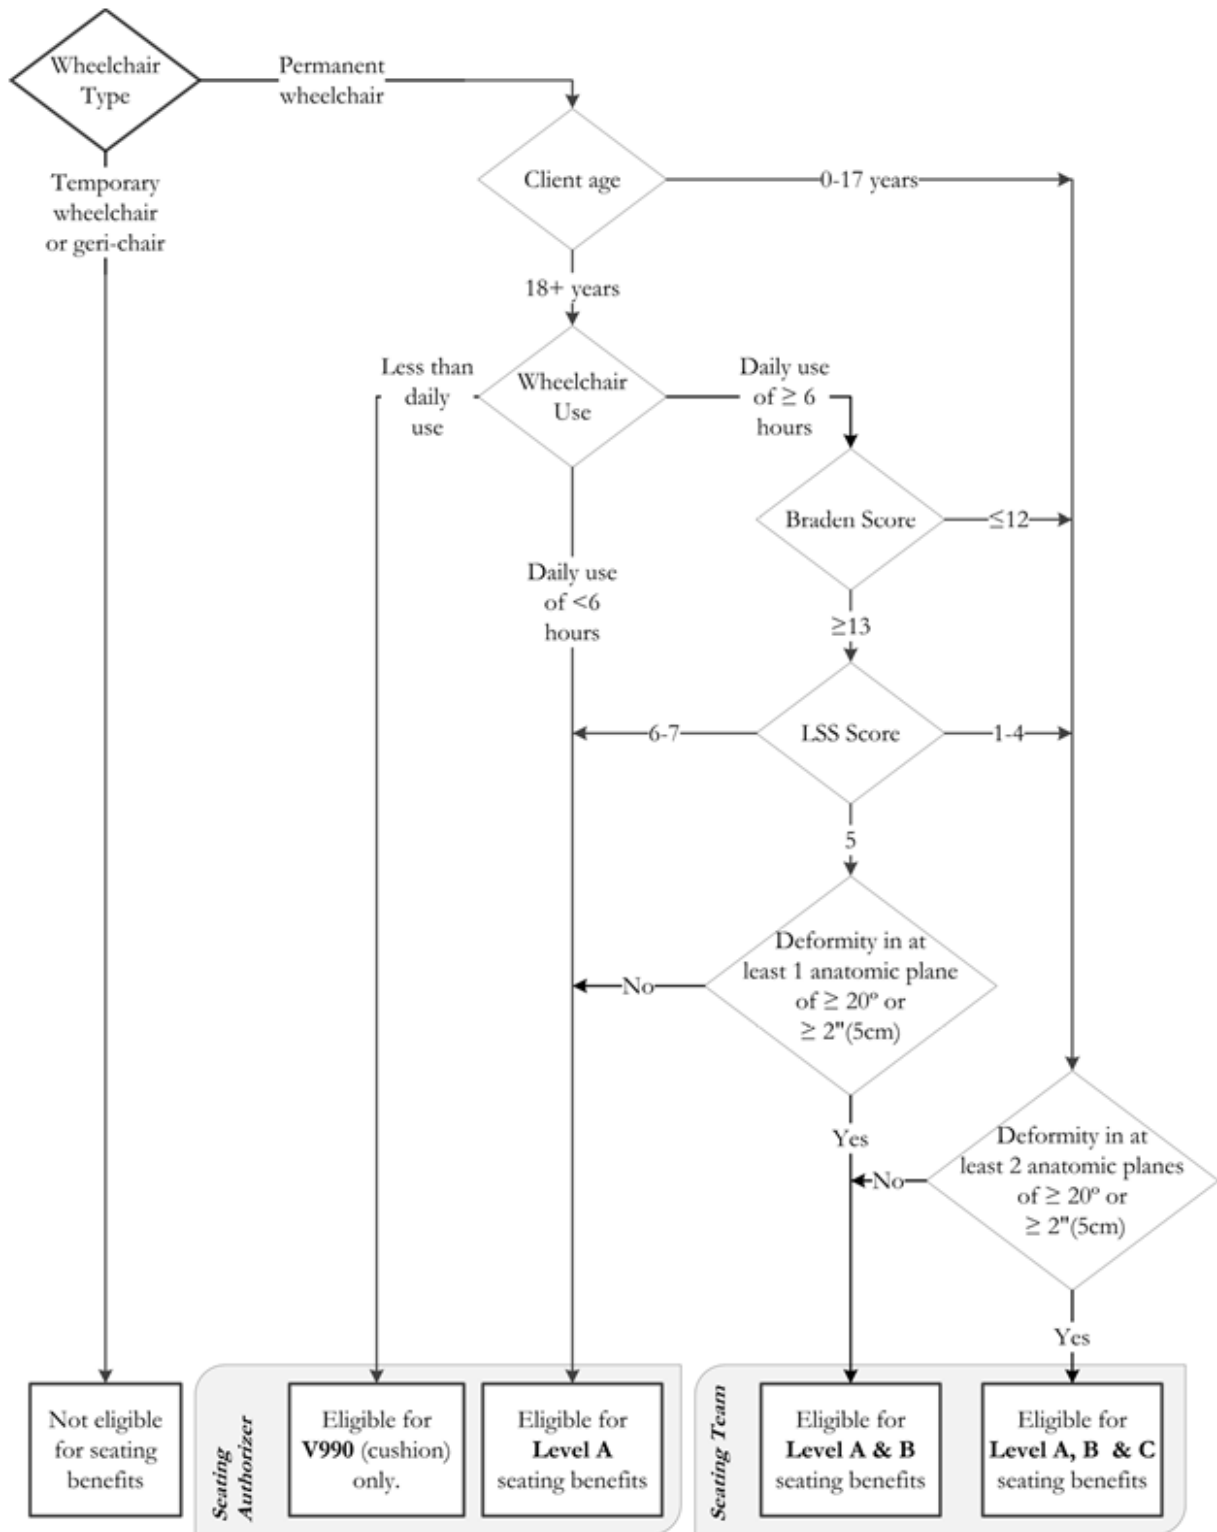 Wheelchair
Type
Permanent
wheelchair
Temporary
wheelchair
or geri-chair
Client age
0-17 years
18+ years
Less than
daily
use
Wheelchair
Use
Daily use
of ≥ 6
hours
Braden Score
≤12
Daily use
of <6
hours
≥13
6-7
LSS Score
1-4
5
Deformity in at
least 1 anatomic plane
of ≥ 20º or
≥ 2"(5cm)
No
Yes
Deformity in at
least 2 anatomic planes
of ≥ 20º or
≥ 2"(5cm)
No
Yes
Not eligible
for seating
benefits
Seating
Authorizer
Eligible for
V990 (cushion)
only.
Eligible for
Level A
seating benefits
Seating Team
Eligible for
Level A & B
seating benefits
Eligible for
Level A, B & C
seating benefits